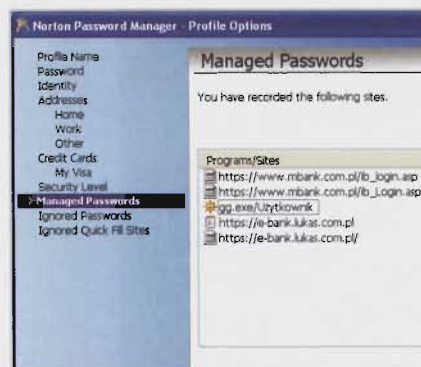 Norton Password Manager - Profile Options
Profile Name
Password
Identity
Addresses
Home
Work
Other
Credit Cards
My Visa
Security Level
Managed Passwords
Ignored Passwords
Ignored Quick Fill Sites
Managed Passwords
You have recorded the following sites.
Programs/Sites
https://www.mbank.com.pl/ib_login.asp
https://www.mbank.com.pl/ib_Login.asp
gg.exe/Użytkownik
https://e-bank.lukas.com.pl
https://e-bank.lukas.com.pl/